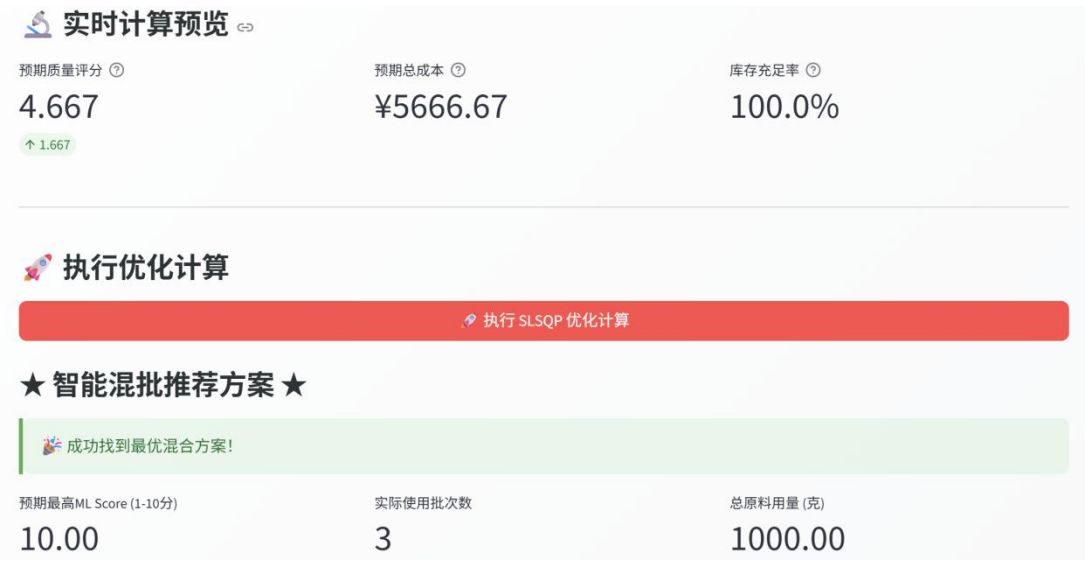 🔬 实时计算预览
预期质量评分 预期总成本 库存充足率
4.667 ¥5666.67 100.0%
↑ 1.667
🚀 执行优化计算
🚀 执行 SLSQP 优化计算
★ 智能混批推荐方案 ★
🎉 成功找到最优混合方案!
预期最高ML Score (1-10分) 实际使用批次数 总原料用量 (克)
10.00 3 1000.00